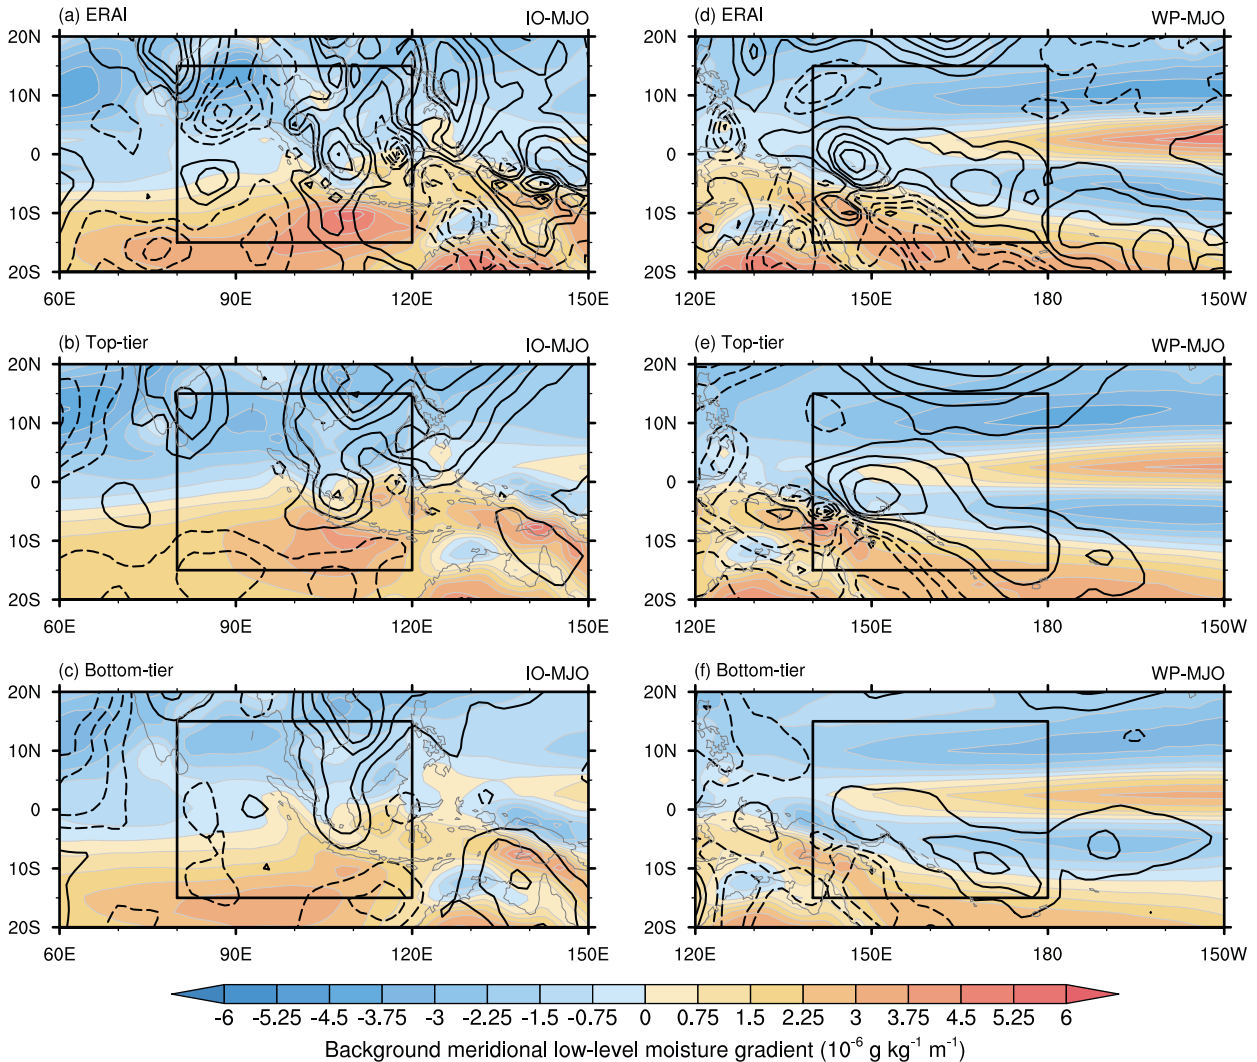 (a) ERAI IO-MJO
20N
10N
0
10S
20S
60E 90E 120E 150E
(d) ERAI WP-MJO
20N
10N
0
10S
20S
120E 150E 180 150W
(b) Top-tier IO-MJO
20N
10N
0
10S
20S
60E 90E 120E 150E
(e) Top-tier WP-MJO
20N
10N
0
10S
20S
120E 150E 180 150W
(c) Bottom-tier IO-MJO
20N
10N
0
10S
20S
60E 90E 120E 150E
(f) Bottom-tier WP-MJO
20N
10N
0
10S
20S
120E 150E 180 150W
-6 -5.25 -4.5 -3.75 -3 -2.25 -1.5 -0.75 0 0.75 1.5 2.25 3 3.75 4.5 5.25 6
Background meridional low-level moisture gradient (10⁻⁶ g kg⁻¹ m⁻¹)